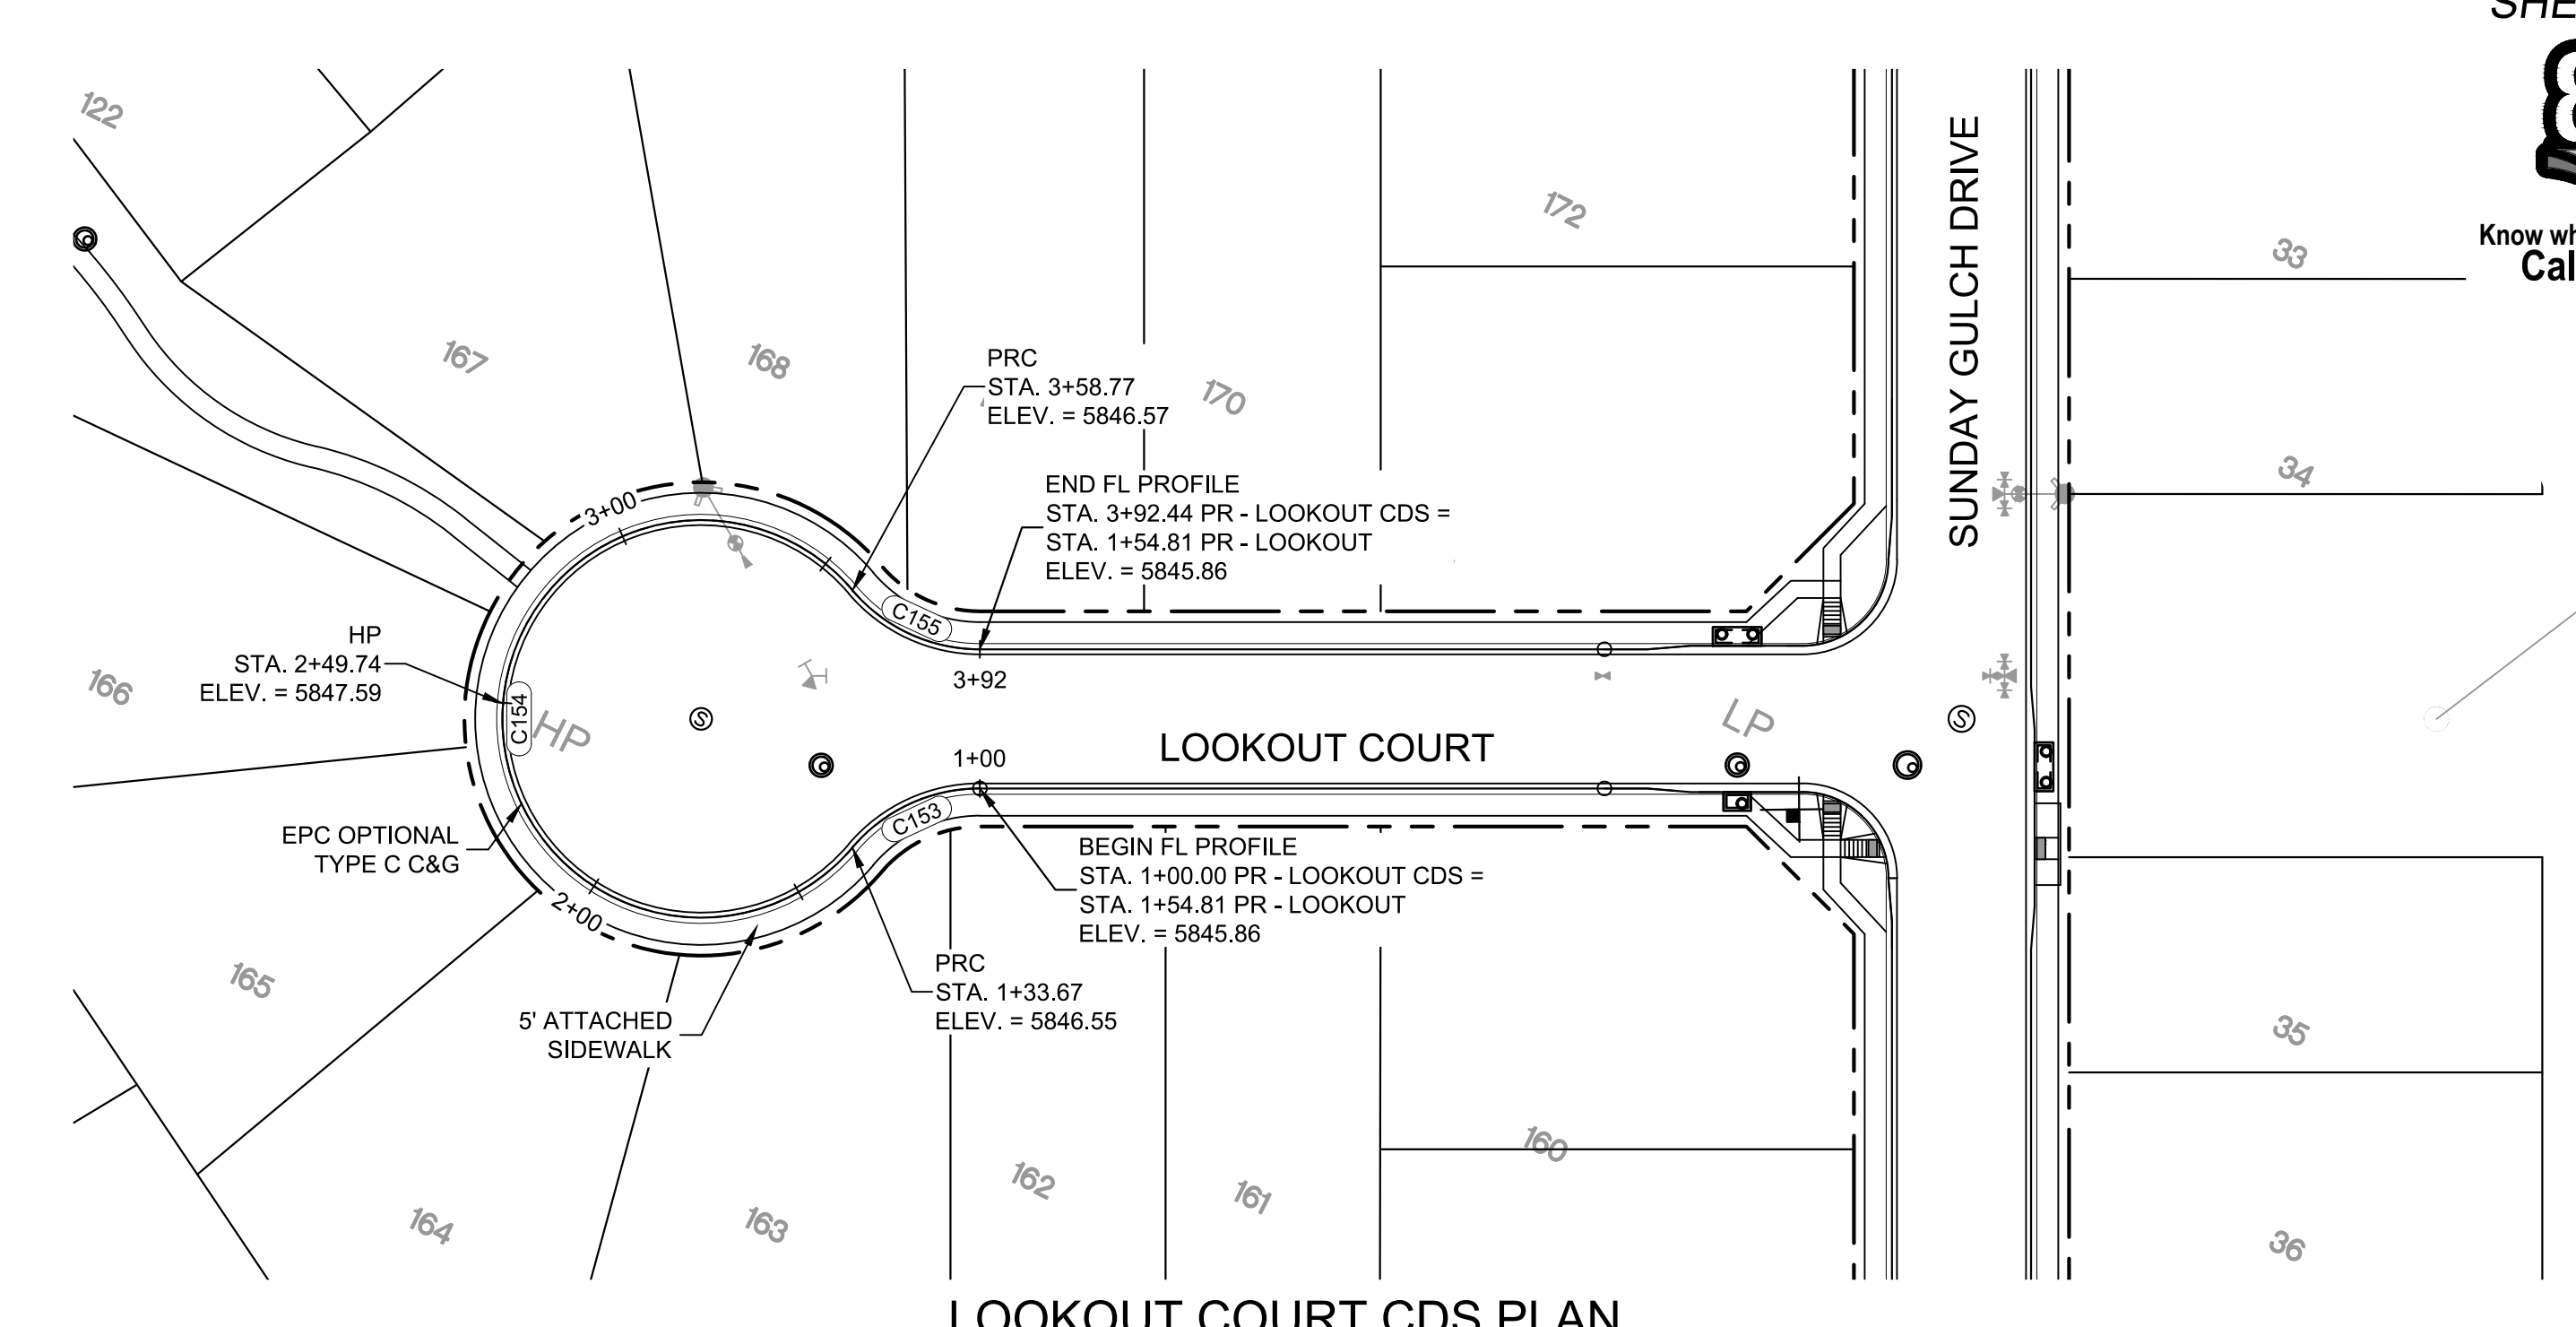 122
167
168
170
172
33
34
SUNDAY GULCH DRIVE
Know
PRC
STA. 3+58.77
ELEV. = 5846.57
END FL PROFILE
STA. 3+92.44 PR - LOOKOUT CDS =
STA. 1+54.81 PR - LOOKOUT
ELEV. = 5845.86
3+00
C155
3+92
HP
STA. 2+49.74
ELEV. = 5847.59
166
C154
HP
S
LP
S
LOOKOUT COURT
1+00
C153
EPC OPTIONAL
TYPE C C&G
2+00
BEGIN FL PROFILE
STA. 1+00.00 PR - LOOKOUT CDS =
STA. 1+54.81 PR - LOOKOUT
ELEV. = 5845.86
PRC
STA. 1+33.67
ELEV. = 5846.55
5' ATTACHED
SIDEWALK
165
164
163
162
161
160
35
36
LOOKOUT COURT CDS PLAN